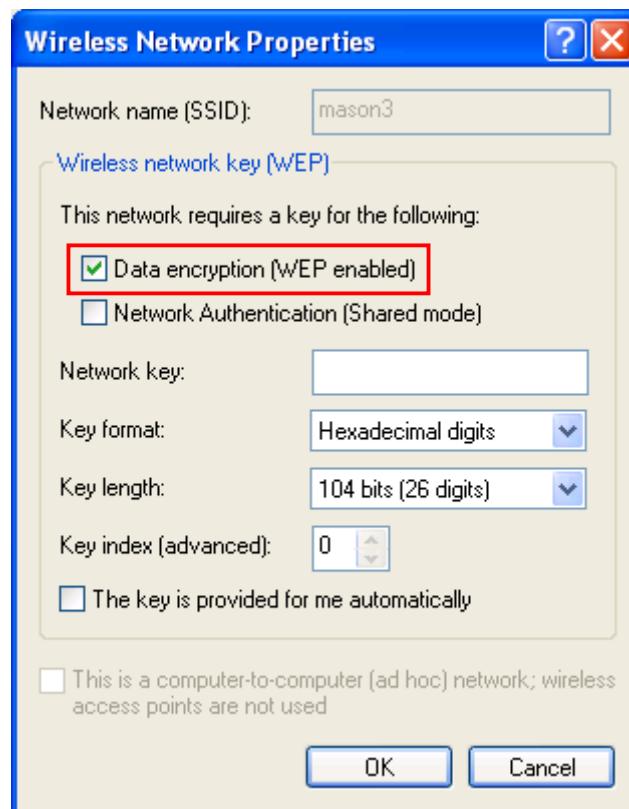 Wireless Network Properties
Network name (SSID): mason3
Wireless network key (WEP)
This network requires a key for the following:
Data encryption (WEP enabled)
Network Authentication (Shared mode)
Network key:
Key format: Hexadecimal digits
Key length: 104 bits (26 digits)
Key index (advanced): 0
The key is provided for me automatically
This is a computer-to-computer (ad hoc) network; wireless
access points are not used
OK Cancel